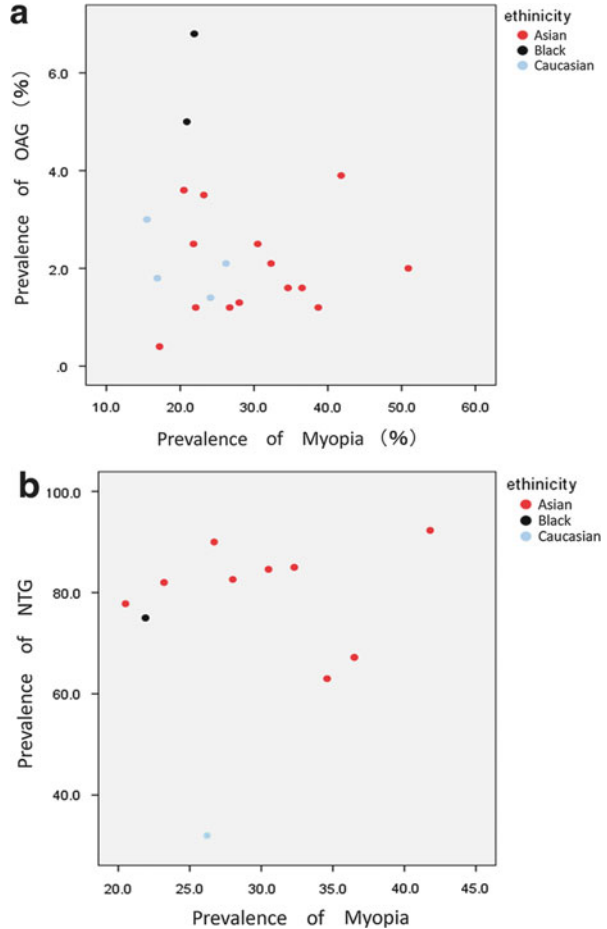 a
ethinicity
Asian
Black
Caucasian
Prevalence of OAG (%)
6.0
4.0
2.0
.0
10.0 20.0 30.0 40.0 50.0 60.0
Prevalence of Myopia (%)
b
ethinicity
Asian
Black
Caucasian
Prevalence of NTG
100.0
80.0
60.0
40.0
20.0 25.0 30.0 35.0 40.0 45.0
Prevalence of Myopia